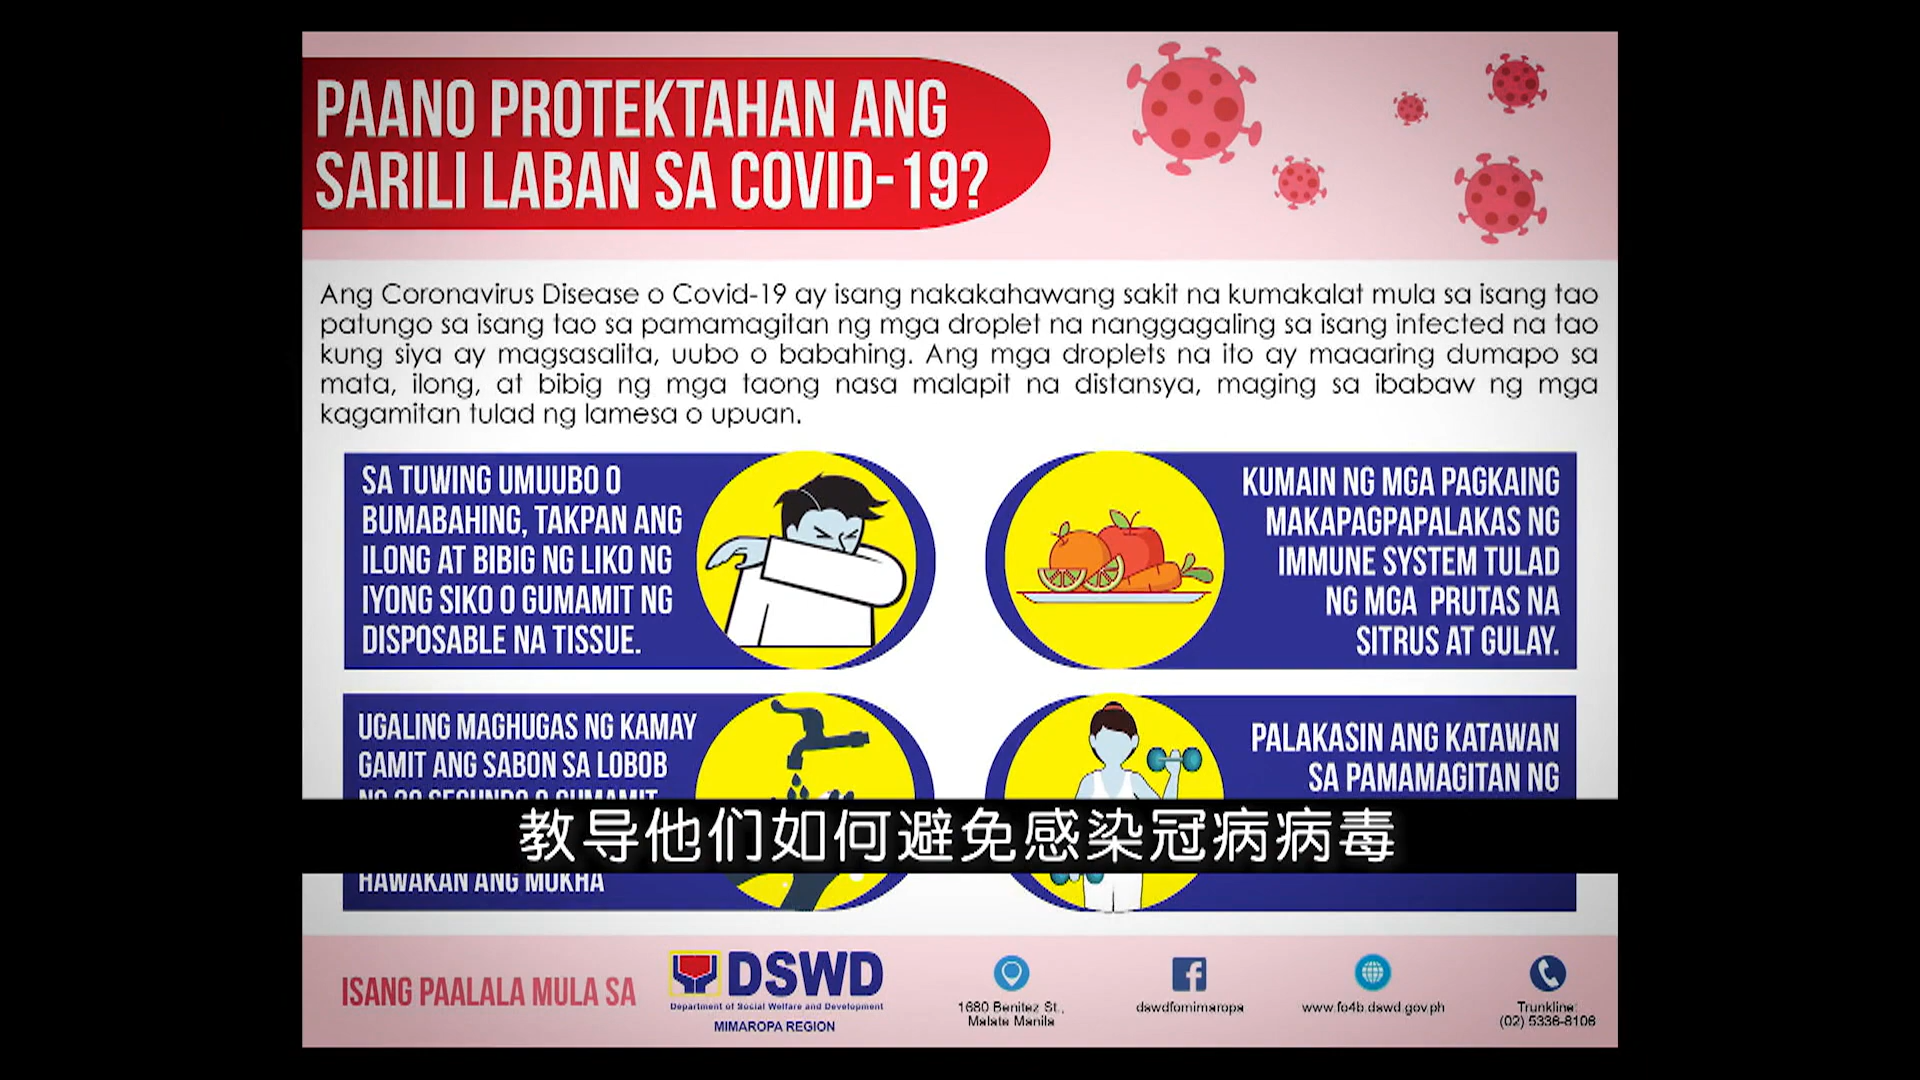 PAANO PROTEKTAHAN ANG
SARILI LABAN SA COVID-19?
Ang Coronavirus Disease o Covid-19 ay isang nakakahawang sakit na kumakalat mula sa isang tao
patungo sa isang tao sa pamamagitan ng mga droplet na nanggagaling sa isang infected na tao
kung siya ay magsasalita, uubo o babahing. Ang mga droplets na ito ay maaaring dumapo sa
mata, ilong, at bibig ng mga taong nasa malapit na distansya, maging sa ibabaw ng mga
kagamitan tulad ng lamesa o upuan.
SA TUWING UMUUBO O
BUMABAHING, TAKPAN ANG
ILONG AT BIBIG NG LIKO NG
IYONG SIKO O GUMAMIT NG
DISPOSABLE NA TISSUE.
KUMAIN NG MGA PAGKAING
MAKAPAGPAPALAKAS NG
IMMUNE SYSTEM TULAD
NG MGA PRUTAS NA
SITRUS AT GULAY.
UGALING MAGHUGAS NG KAMAY
GAMIT ANG SABON SA LOBOB
NG 20 SEGUNDO O GUMAMIT
HAWAKAN ANG MUKHA
PALAKASIN ANG KATAWAN
SA PAMAMAGITAN NG
教导他们如何避免感染冠病病毒
ISANG PAALALA MULA SA
DSWD
Department of Social Welfare and Development
MIMAROPA REGION
1680 Benitez St.,
Malate Manila
dswdfomimaropa
www.fo4b.dswd.gov.ph
Trunkline:
(02) 5336-8106